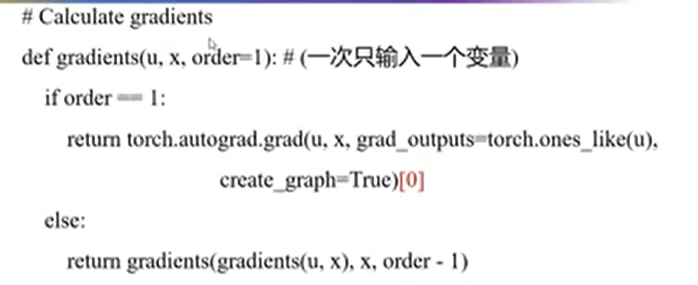 # Calculate gradients
def gradients(u, x, order=1): # (一次只输入一个变量)
if order == 1:
return torch.autograd.grad(u, x, grad_outputs=torch.ones_like(u),
create_graph=True)[0]
else:
return gradients(gradients(u, x), x, order - 1)